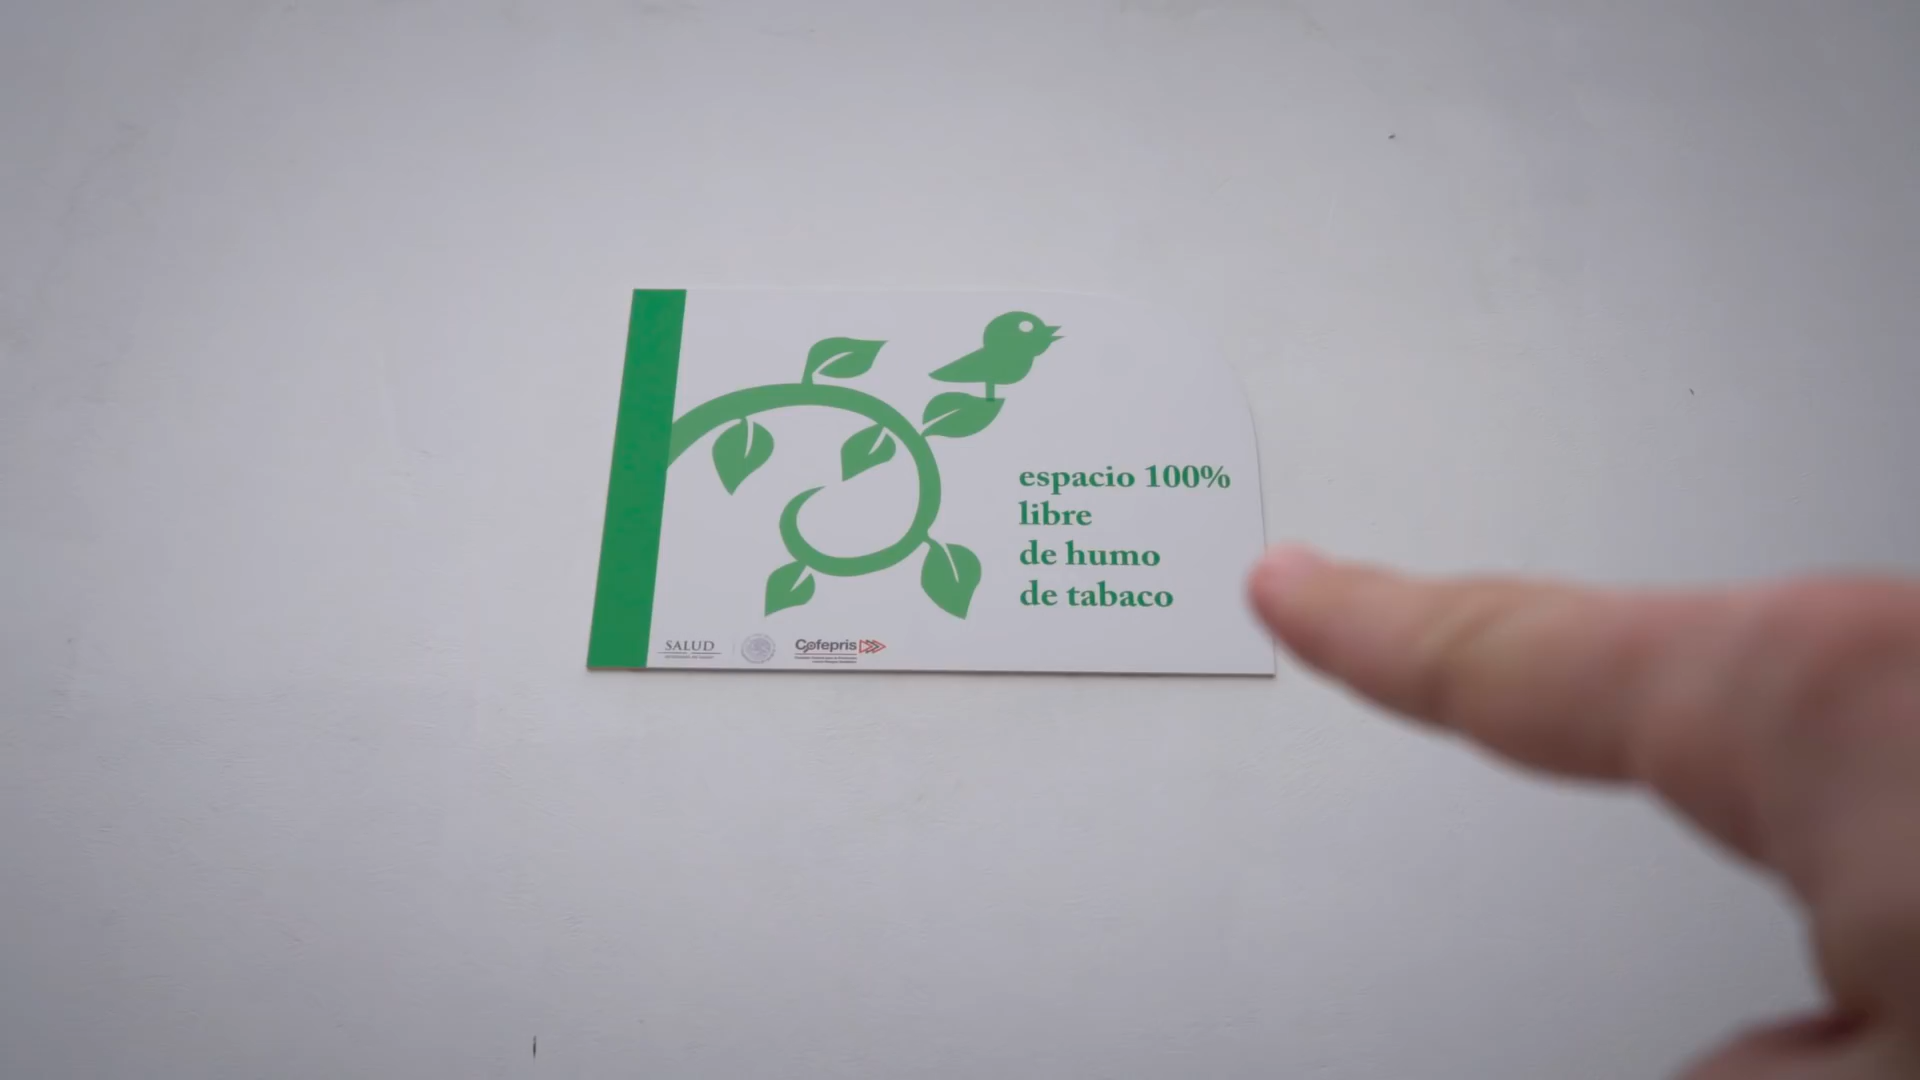 espacio 100%
libre
de humo
de tabaco
SALUD
Cofepris